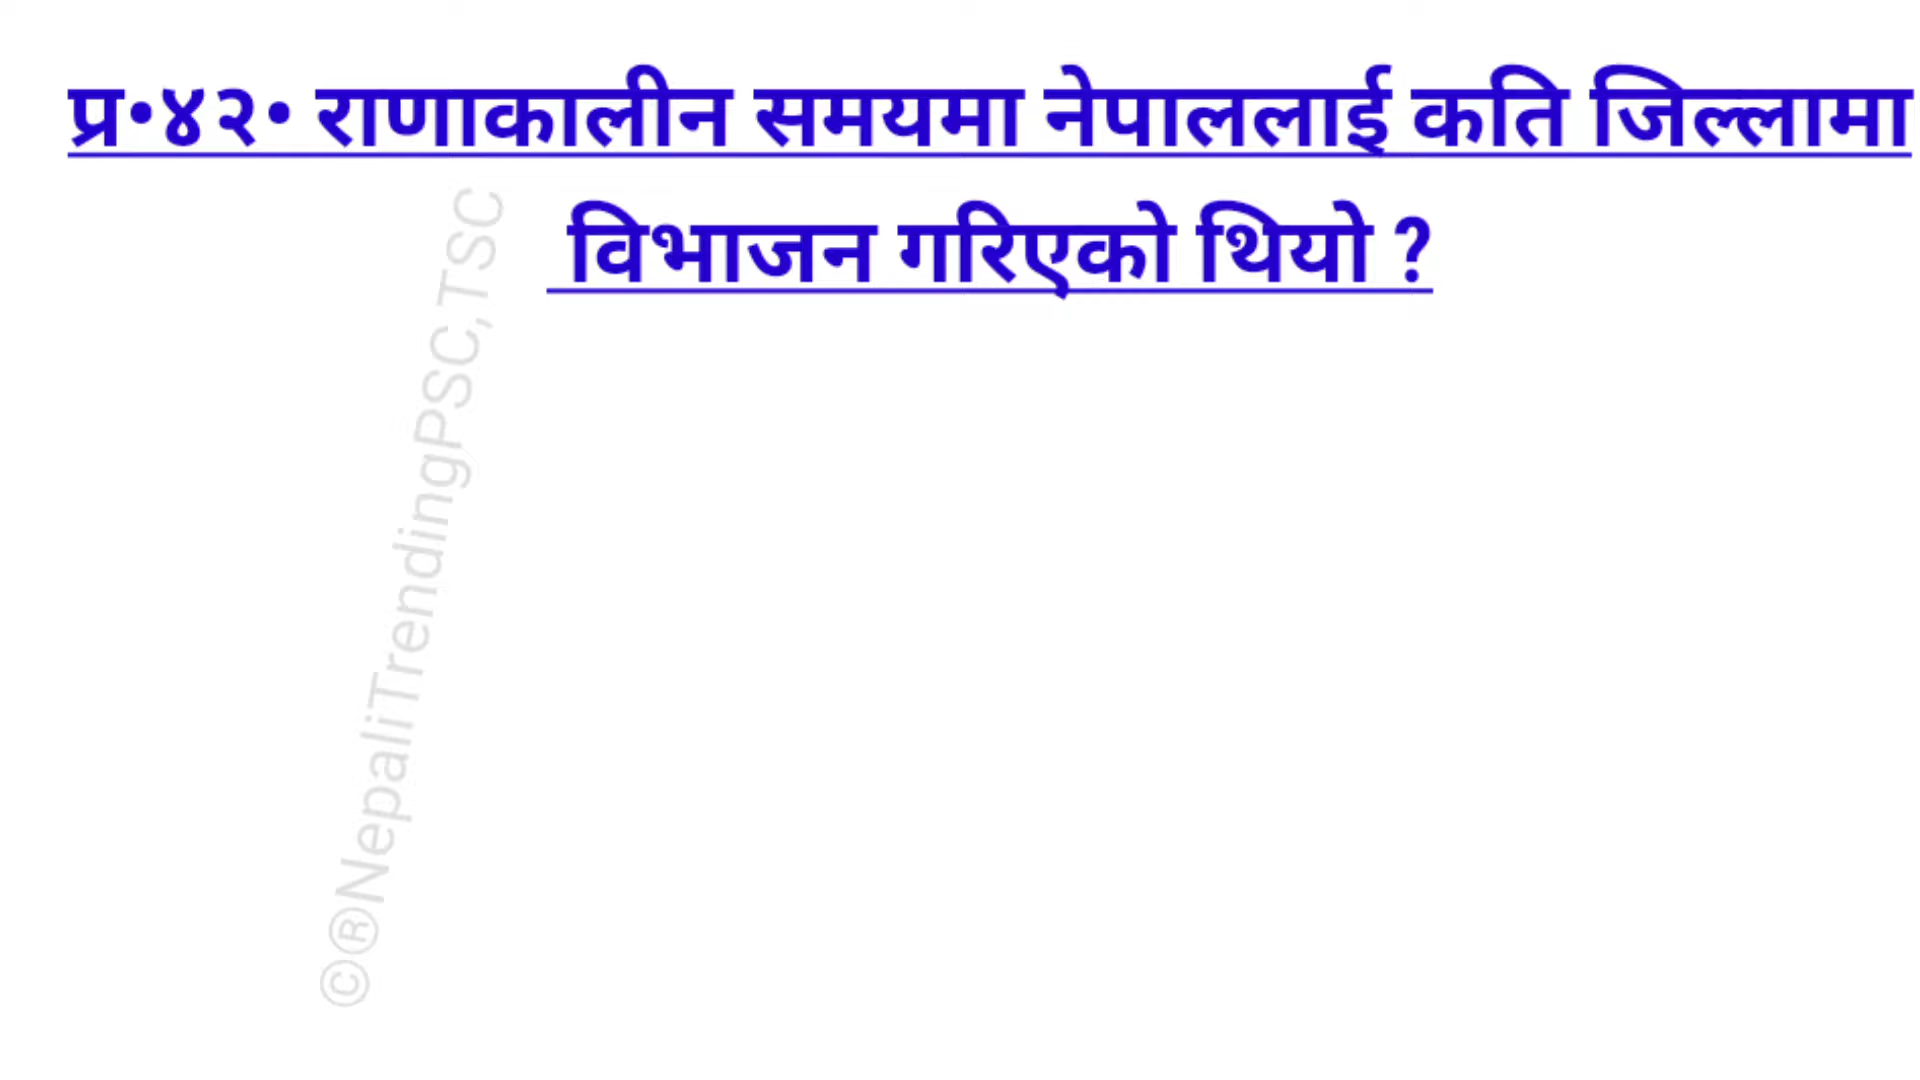 प्र•४२• राणाकालीन समयमा नेपाललाई कति जिल्लामा
विभाजन गरिएको थियो ?
©®NepaliTrendingPSC,TSC